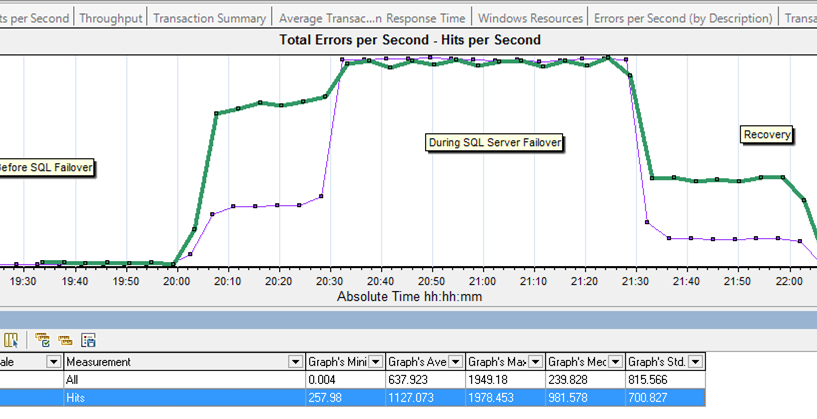 ts per Second Throughput Transaction Summary Average Transac...n Response Time Windows Resources Errors per Second (by Description) Transa
Total Errors per Second - Hits per Second
Before SQL Failover
During SQL Server Failover
Recovery
19:30 19:40 19:50 20:00 20:10 20:20 20:30 20:40 20:50 21:00 21:10 21:20 21:30 21:40 21:50 22:00
Absolute Time hh:hh:mm
ale Measurement Graph's Mini Graph's Ave Graph's Max Graph's Med Graph's Std.
All 0.004 637.923 1949.18 239.828 815.566
Hits 257.98 1127.073 1978.453 981.578 700.827